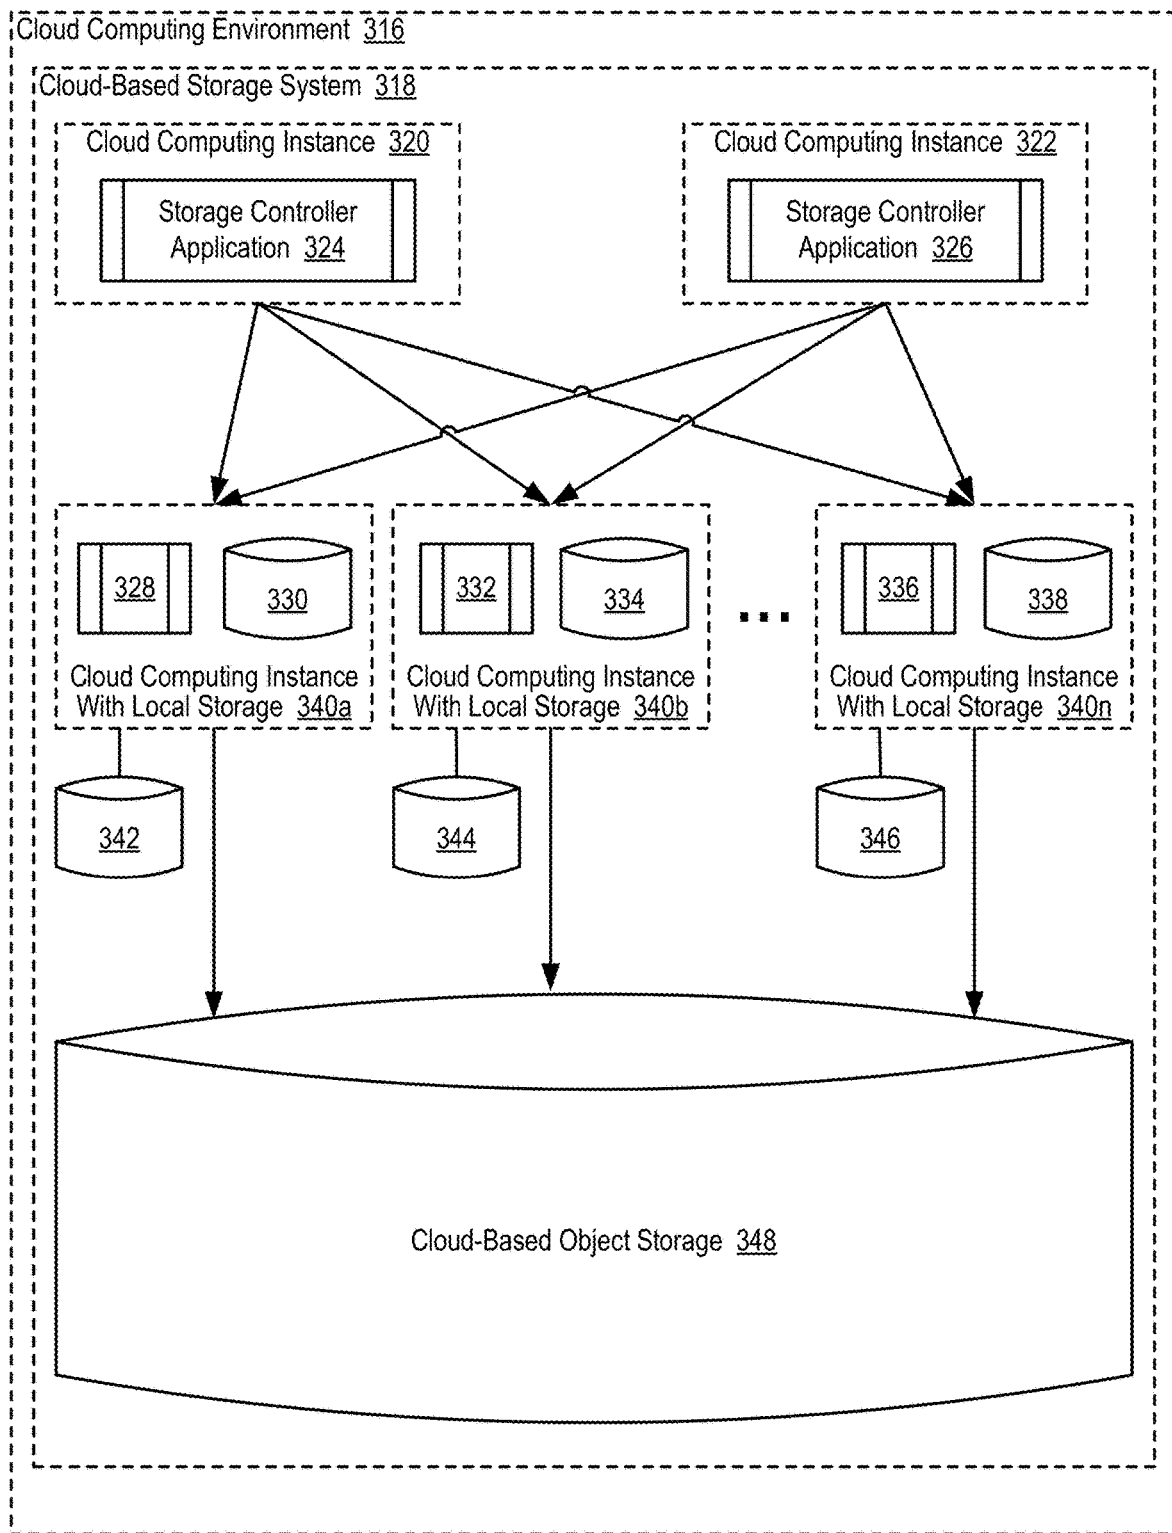 Cloud Computing Environment 316
Cloud-Based Storage System 318
Cloud Computing Instance 320
Storage Controller
Application 324
Cloud Computing Instance 322
Storage Controller
Application 326
328
330
Cloud Computing Instance
With Local Storage 340a
332
334
Cloud Computing Instance
With Local Storage 340b
...
336
338
Cloud Computing Instance
With Local Storage 340n
342
344
346
Cloud-Based Object Storage 348